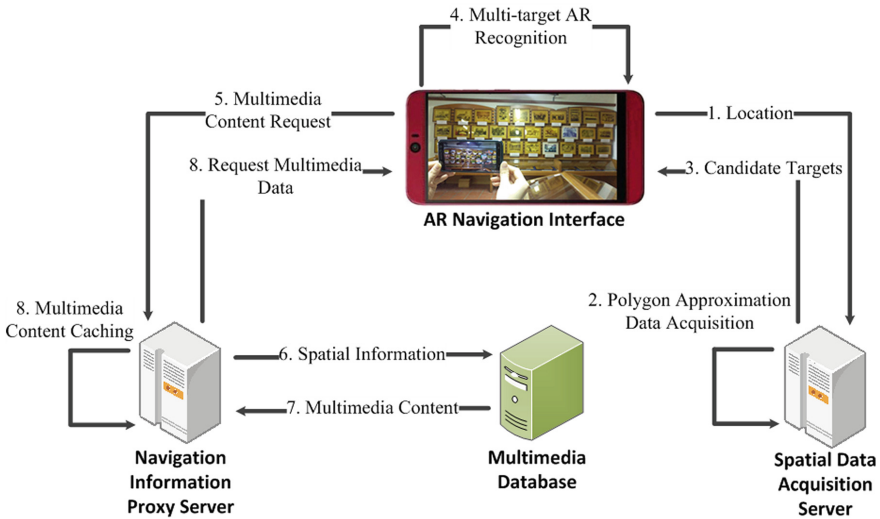 4. Multi-target AR
Recognition
5. Multimedia
Content Request
1. Location
8. Request Multimedia
Data
3. Candidate Targets
AR Navigation Interface
8. Multimedia
Content Caching
2. Polygon Approximation
Data Acquisition
6. Spatial Information
7. Multimedia Content
Navigation
Information
Proxy Server
Multimedia
Database
Spatial Data
Acquisition
Server